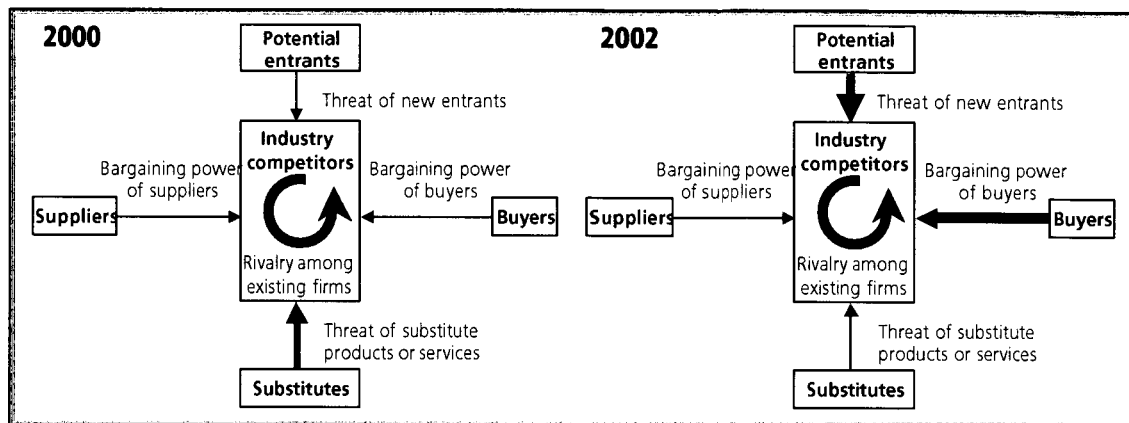 2000
Potential
entrants
Threat of new entrants
Industry
competitors
Bargaining power
of suppliers
Bargaining power
of buyers
Suppliers
Buyers
Rivalry among
existing firms
Threat of substitute
products or services
Substitutes
2002
Potential
entrants
Threat of new entrants
Industry
competitors
Bargaining power
of suppliers
Bargaining power
of buyers
Suppliers
Buyers
Rivalry among
existing firms
Threat of substitute
products or services
Substitutes